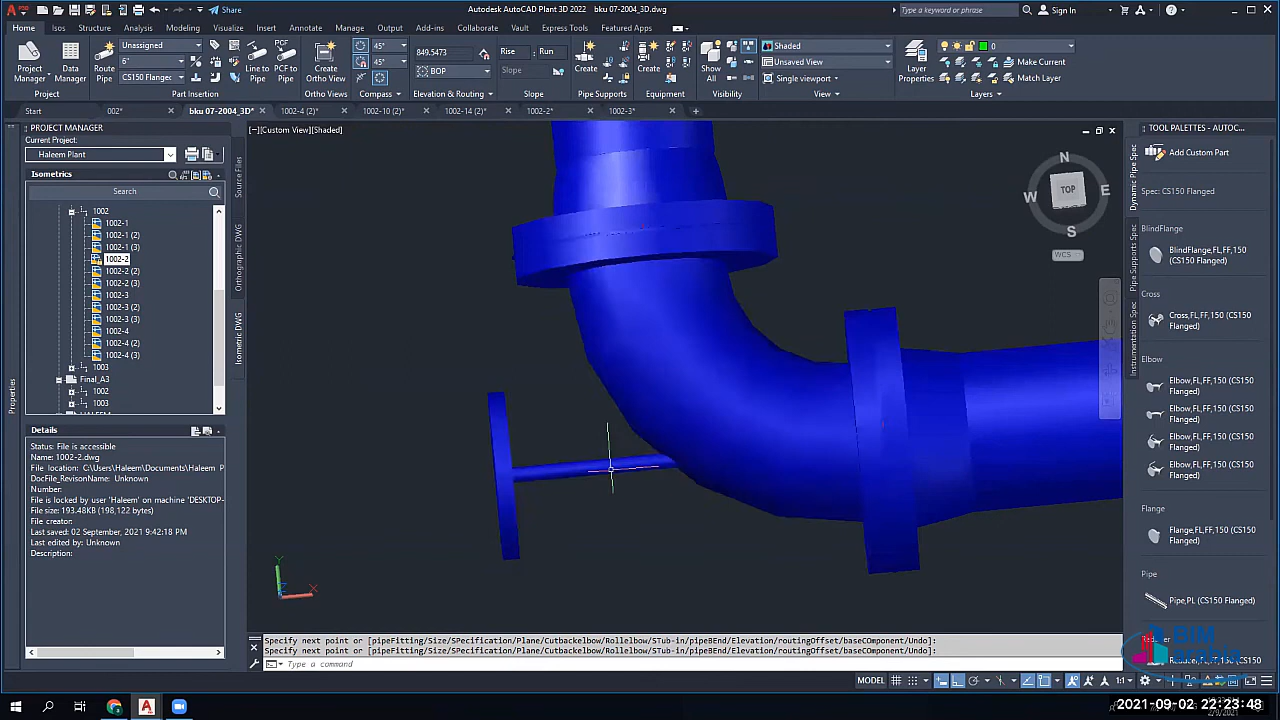 Share
Autodesk AutoCAD Plant 3D 2022 bku 07-2004_3D.dwg
Type a keyword or phrase
Sign In
Home Isos Structure Analysis Modeling Visualize Insert Annotate Manage Output Add-ins Collaborate Vault Express Tools Featured Apps
Project Manager
Data Manager
Project
Route Pipe
Unassigned
6"
CS150 Flanged
Line to Pipe
PCF to Pipe
Part Insertion
Create Ortho View
Ortho Views
45°
45°
Compass
849.5473
BOP
Elevation & Routing
Rise Run
Slope
Slope
Create
Pipe Supports
Create
Equipment
Show All
Visibility
Shaded
Unsaved View
Single viewport
View
Layer Properties
0
Make Current
Match Layer
Layers
Start 002* bku 07-2004_3D* 1002-4 (2)* 1002-10 (2)* 1002-14 (2)* 1002-2* 1002-3*
PROJECT MANAGER
Current Project:
Haleem Plant
Isometrics
Search
1002
1002-1
1002-1 (2)
1002-1 (3)
1002-2
1002-2 (2)
1002-2 (3)
1002-3
1002-3 (2)
1002-3 (3)
1002-4
1002-4 (2)
1002-4 (3)
1003
Final_A3
1002
1003
Details
Status: File is accessible
Name: 1002-2.dwg
File location: C:\Users\Haleem\Documents\Haleem P
DocFile_RevisonName: Unknown
Number:
File is locked by user 'Haleem' on machine 'DESKTOP-
File size: 193.48KB (198,122 bytes)
File creator:
Last saved: 02 September, 2021 9:42:18 PM
Last edited by: Unknown
Description:
Properties
Source Files
Orthographic DWG
Isometric DWG
[−][Custom View][Shaded]
N
W TOP E
S
WCS
Y
X
Specify next point or [pipeFitting/Size/SPecification/Plane/Cutbackelbow/Rollelbow/STub-in/pipeBEnd/Elevation/routingOffset/baseCOmponent/Undo]:
Specify next point or [pipeFitting/Size/SPecification/Plane/Cutbackelbow/Rollelbow/STub-in/pipeBEnd/Elevation/routingOffset/baseCOmponent/Undo]:
Type a command
MODEL
1:1
TOOL PALETTES - AUTOC...
Dynamic Pipe Spec
Pipe Supports Spec
Instrumentation Spec
Add Custom Part
Spec: CS150 Flanged
BlindFlange
BlindFlange,FL,FF,150 (CS150 Flanged)
Cross
Cross,FL,FF,150 (CS150 Flanged)
Elbow
Elbow,FL,FF,150 (CS150 Flanged)
Elbow,FL,FF,150 (CS150 Flanged)
Elbow,FL,FF,150 (CS150 Flanged)
Elbow,FL,FF,150 (CS150 Flanged)
Flange
Flange,FL,FF,150 (CS150 Flanged)
Pipe
Pipe,PL (CS150 Flanged)
BIM
arabia
2021-09-02 22:23:48